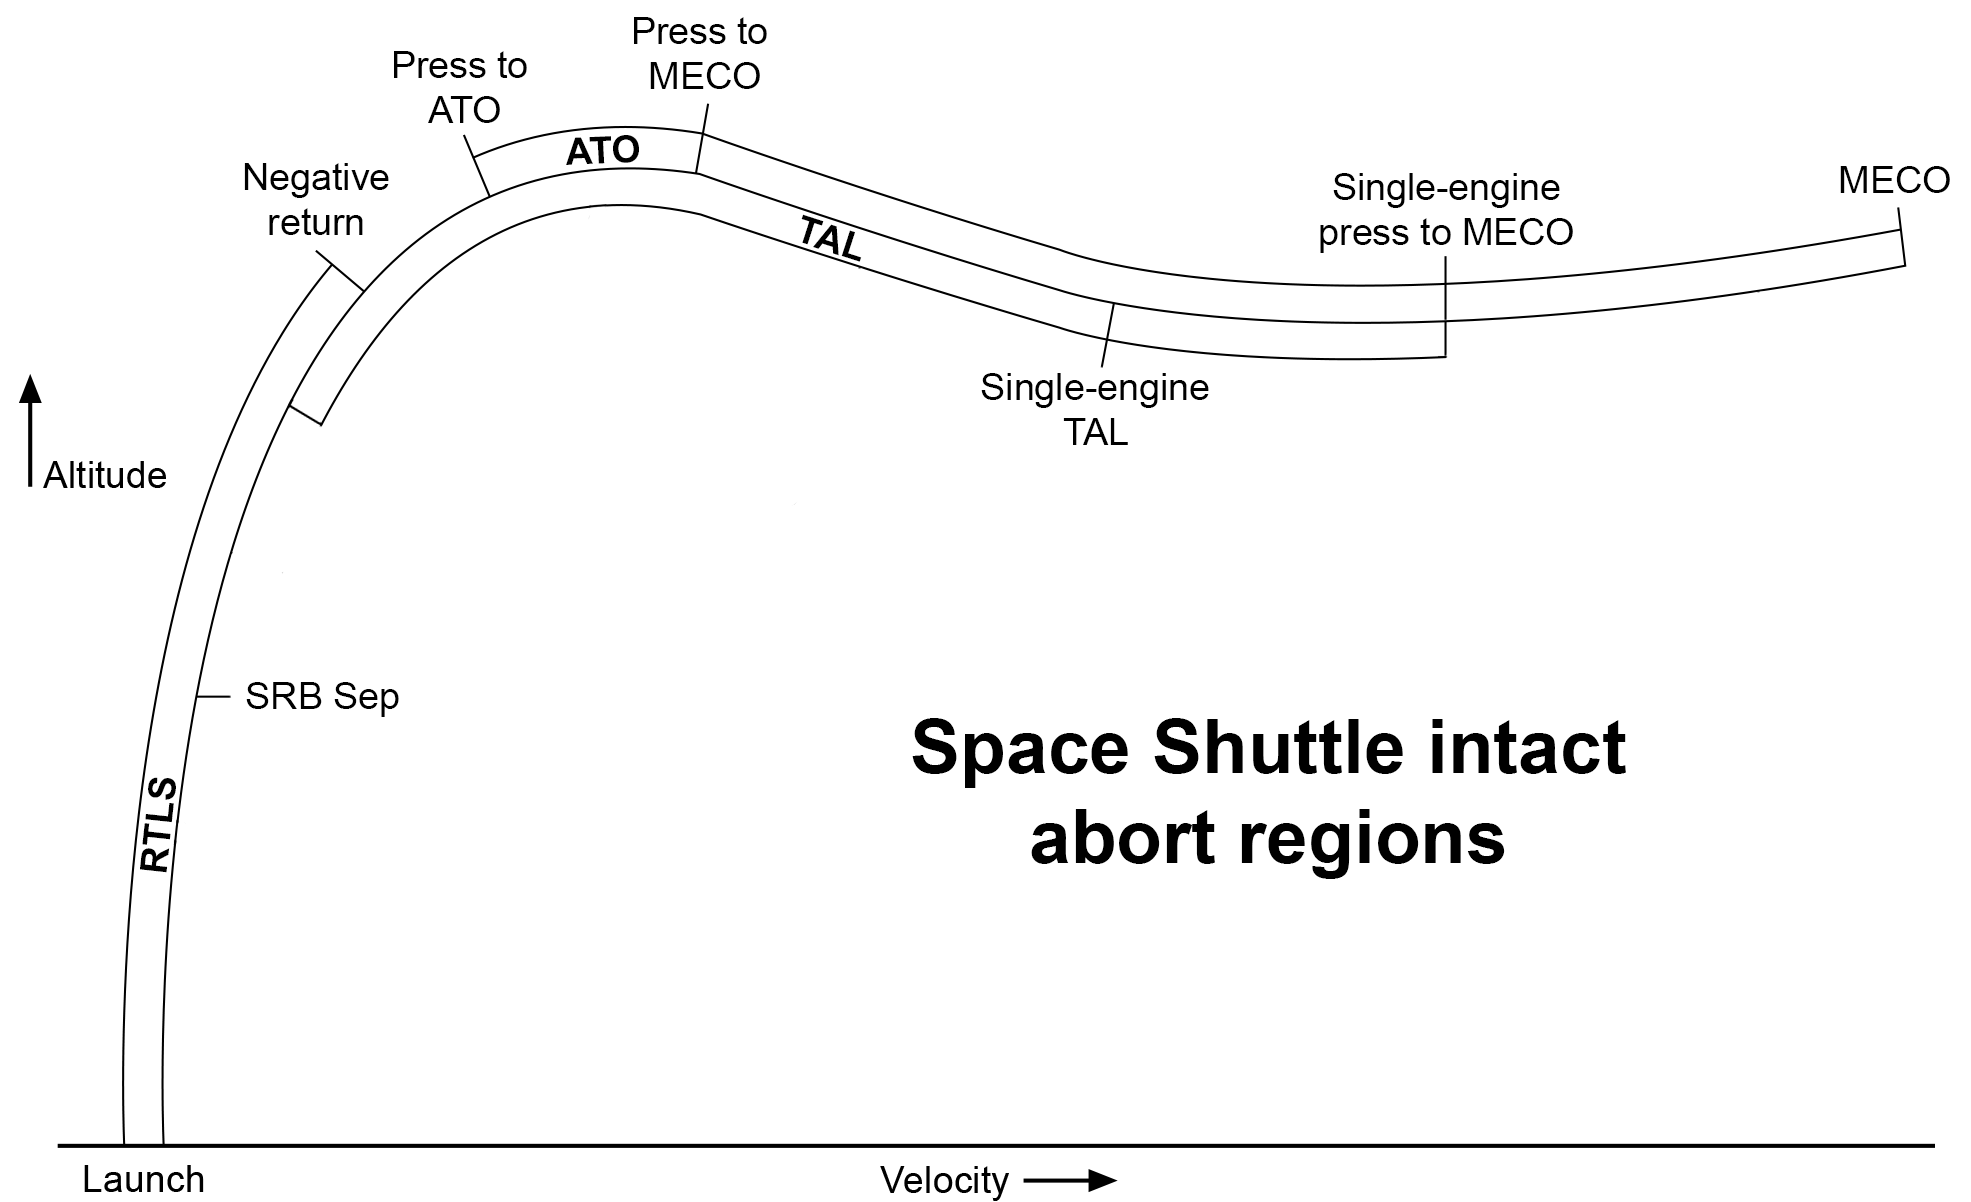 Press to
MECO
Press to
ATO
ATO
Negative
return
TAL
Single-engine
press to MECO
MECO
Single-engine
TAL
Altitude
SRB Sep
RTLS
Space Shuttle intact
abort regions
Launch
Velocity